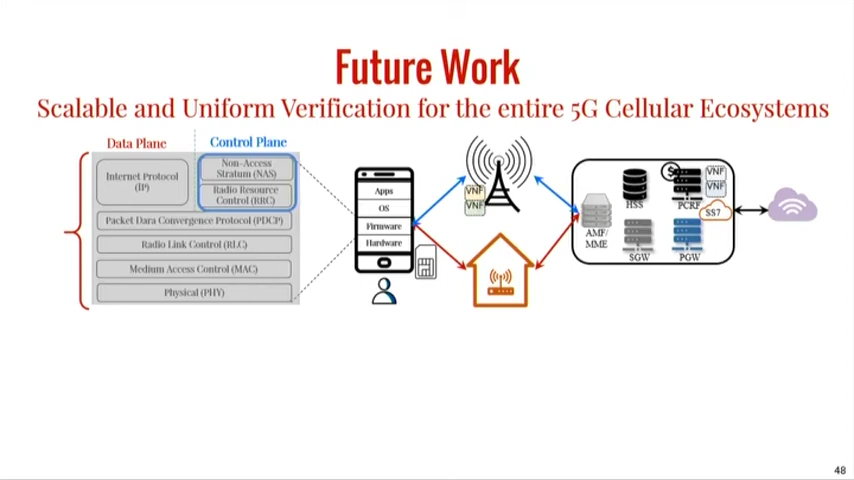 Future Work
Scalable and Uniform Verification for the entire 5G Cellular Ecosystems
Data Plane
Control Plane
Internet Protocol
(IP)
Non-Access
Stratum (NAS)
Radio Resource
Control (RRC)
Packet Dara Convergence Protocol (PDCP)
Radio Link Control (RLC)
Medium Access Control (MAC)
Physical (PHY)
Apps
OS
Firmware
Hardware
VNF
VNF
AMF/
MME
HSS
$
PCRF
VNF
VNF
SS7
SGW
PGW
48